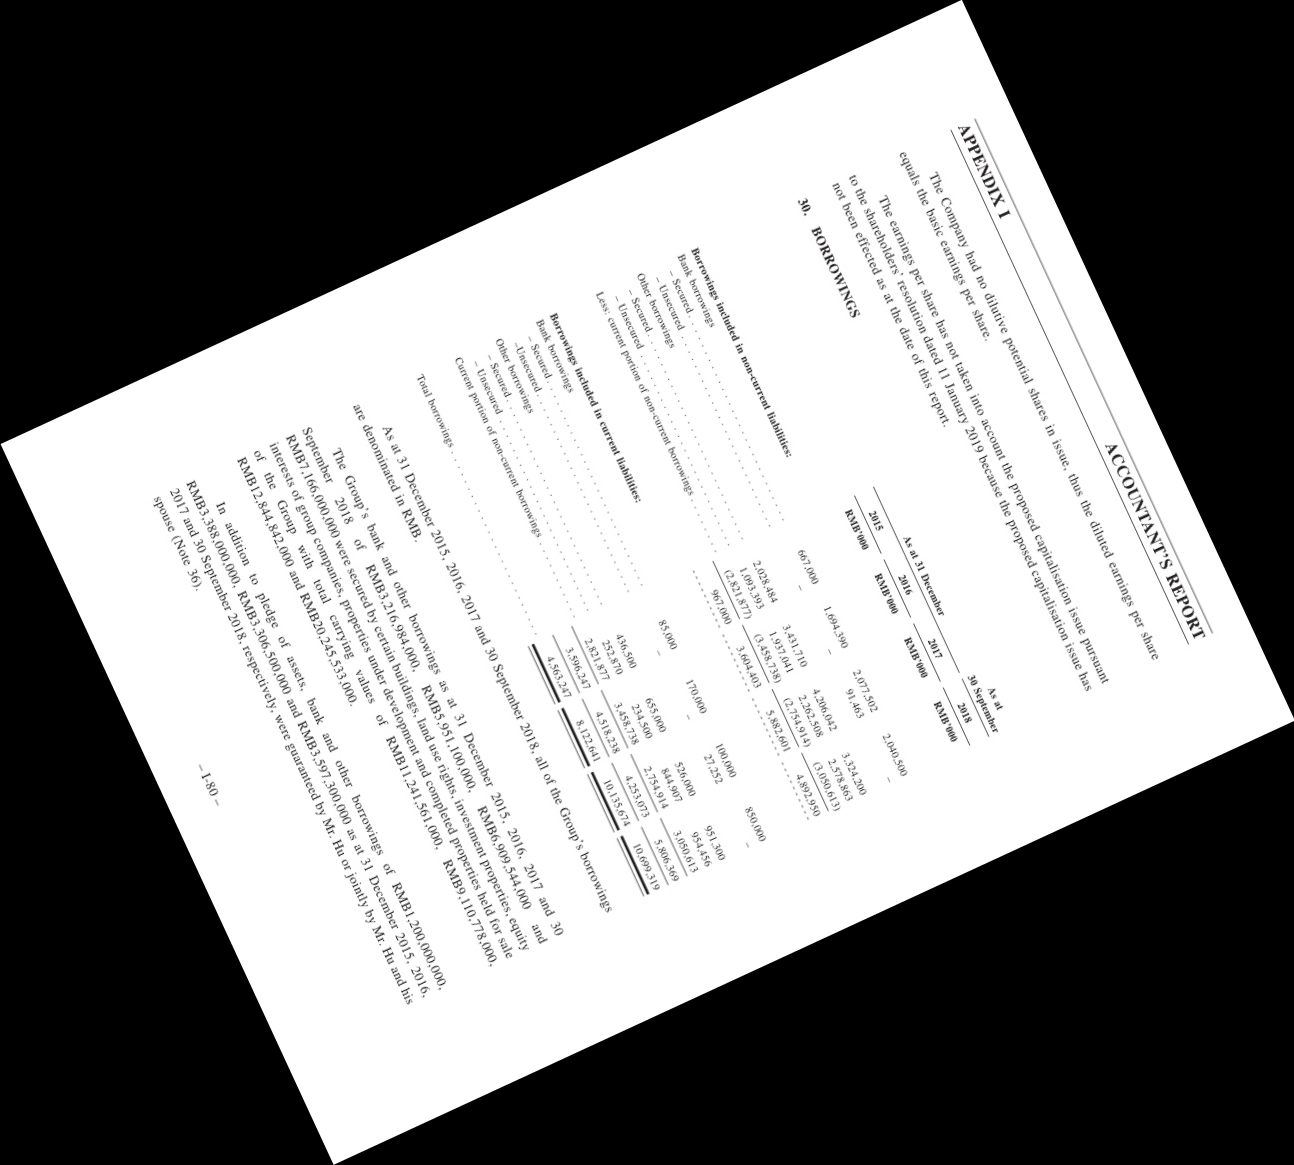 APPENDIX I ACCOUNTANT'S REPORT
The Company had no dilutive potential shares in issue, thus the diluted earnings per share
equals the basic earnings per share.
The earnings per share has not taken into account the proposed capitalisation issue pursuant
to the shareholders' resolution dated 11 January 2019 because the proposed capitalisation issue has
not been effected as at the date of this report.
30. BORROWINGS
As at 31 December As at 30 September
2015 2016 2017 2018
RMB'000 RMB'000 RMB'000 RMB'000
Borrowings included in non-current liabilities:
Bank borrowings
– Secured 667,000 1,694,390 2,077,502 2,040,500
– Unsecured – – 91,463 –
Other borrowings
– Secured 2,028,484 3,431,710 4,206,042 3,324,200
– Unsecured 1,093,393 1,937,041 2,262,508 2,578,863
Less: current portion of non-current borrowings (2,821,877) (3,458,738) (2,754,914) (3,050,613)
967,000 3,604,403 5,882,601 4,892,950
Borrowings included in current liabilities:
Bank borrowings
– Secured 85,000 170,000 100,000 850,000
–Unsecured – – 27,252 –
Other borrowings
– Secured 436,500 655,000 526,000 951,300
– Unsecured 252,870 234,500 844,907 954,456
Current portion of non-current borrowings 2,821,877 3,458,738 2,754,914 3,050,613
3,596,247 4,518,238 4,253,073 5,806,369
Total borrowings 4,563,247 8,122,641 10,135,674 10,699,319
As at 31 December 2015, 2016, 2017 and 30 September 2018, all of the Group's borrowings
are denominated in RMB.
The Group's bank and other borrowings as at 31 December 2015, 2016, 2017 and 30
September 2018 of RMB3,216,984,000, RMB5,951,100,000, RMB6,909,544,000 and
RMB7,166,000,000 were secured by certain buildings, land use rights, investment properties, equity
interests of group companies, properties under development and completed properties held for sale
of the Group with total carrying values of RMB11,241,561,000, RMB9,110,778,000,
RMB12,844,842,000 and RMB20,245,533,000.
In addition to pledge of assets, bank and other borrowings of RMB1,200,000,000,
RMB3,388,000,000, RMB3,306,500,000 and RMB3,597,300,000 as at 31 December 2015, 2016,
2017 and 30 September 2018, respectively, were guaranteed by Mr. Hu or jointly by Mr. Hu and his
spouse (Note 36).
– I-80 –